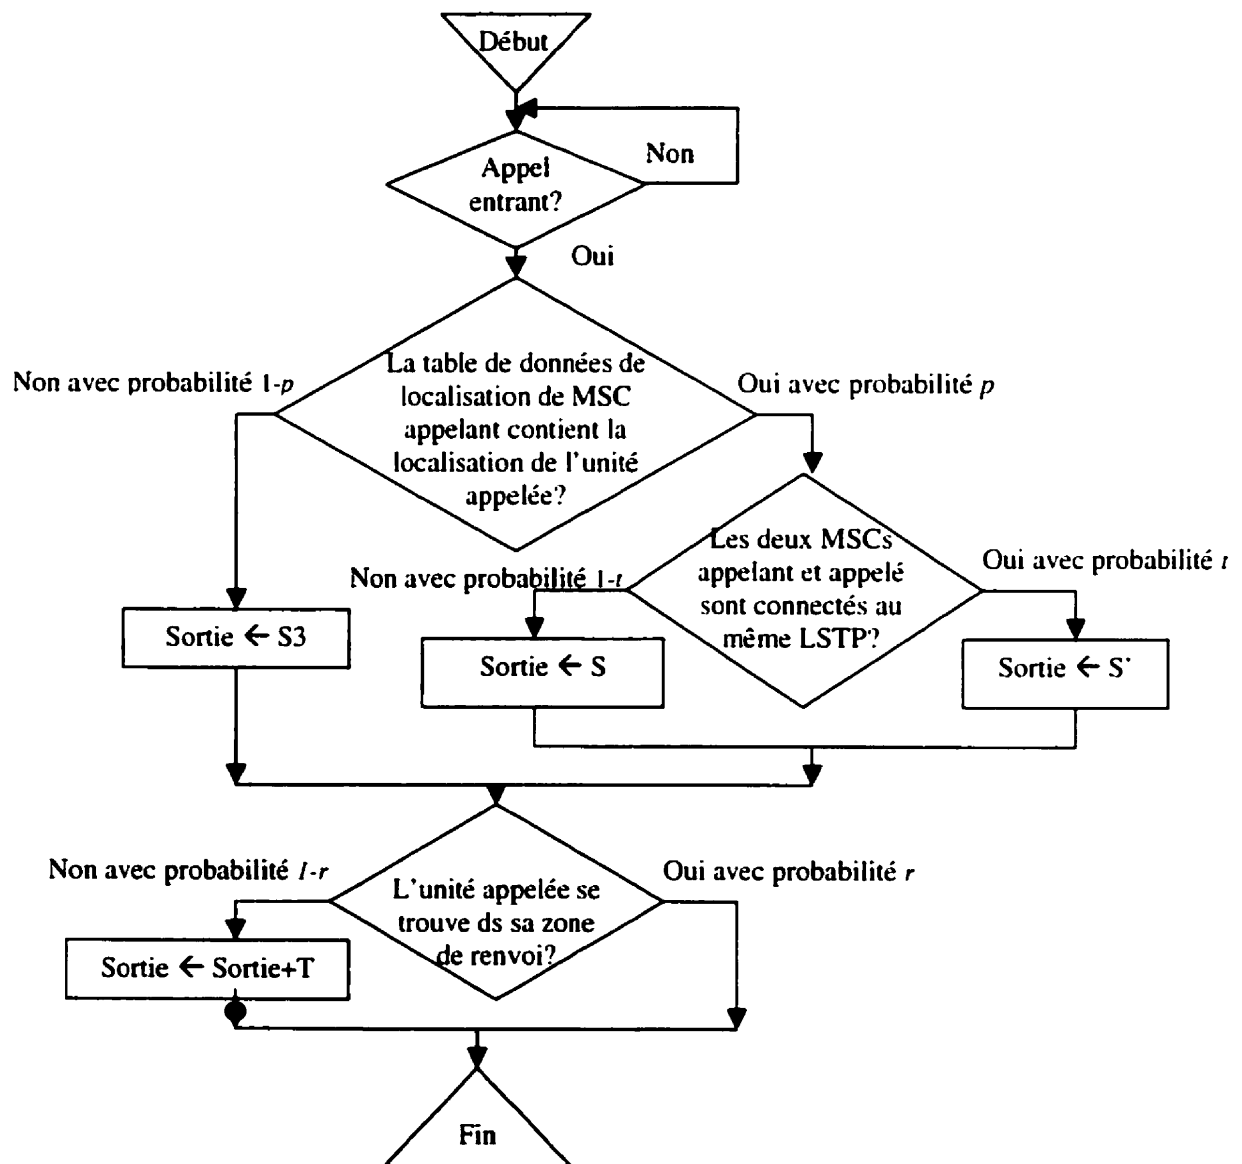 Début
Non
Appel
entrant?
Oui
Non avec probabilité 1-p
La table de données de
localisation de MSC
appelant contient la
localisation de l'unité
appelée?
Oui avec probabilité p
Non avec probabilité 1-t
Les deux MSCs
appelant et appelé
sont connectés au
même LSTP?
Oui avec probabilité t
Sortie ← S3
Sortie ← S
Sortie ← S'
Non avec probabilité 1-r
L'unité appelée se
trouve ds sa zone
de renvoi?
Oui avec probabilité r
Sortie ← Sortie+T
Fin